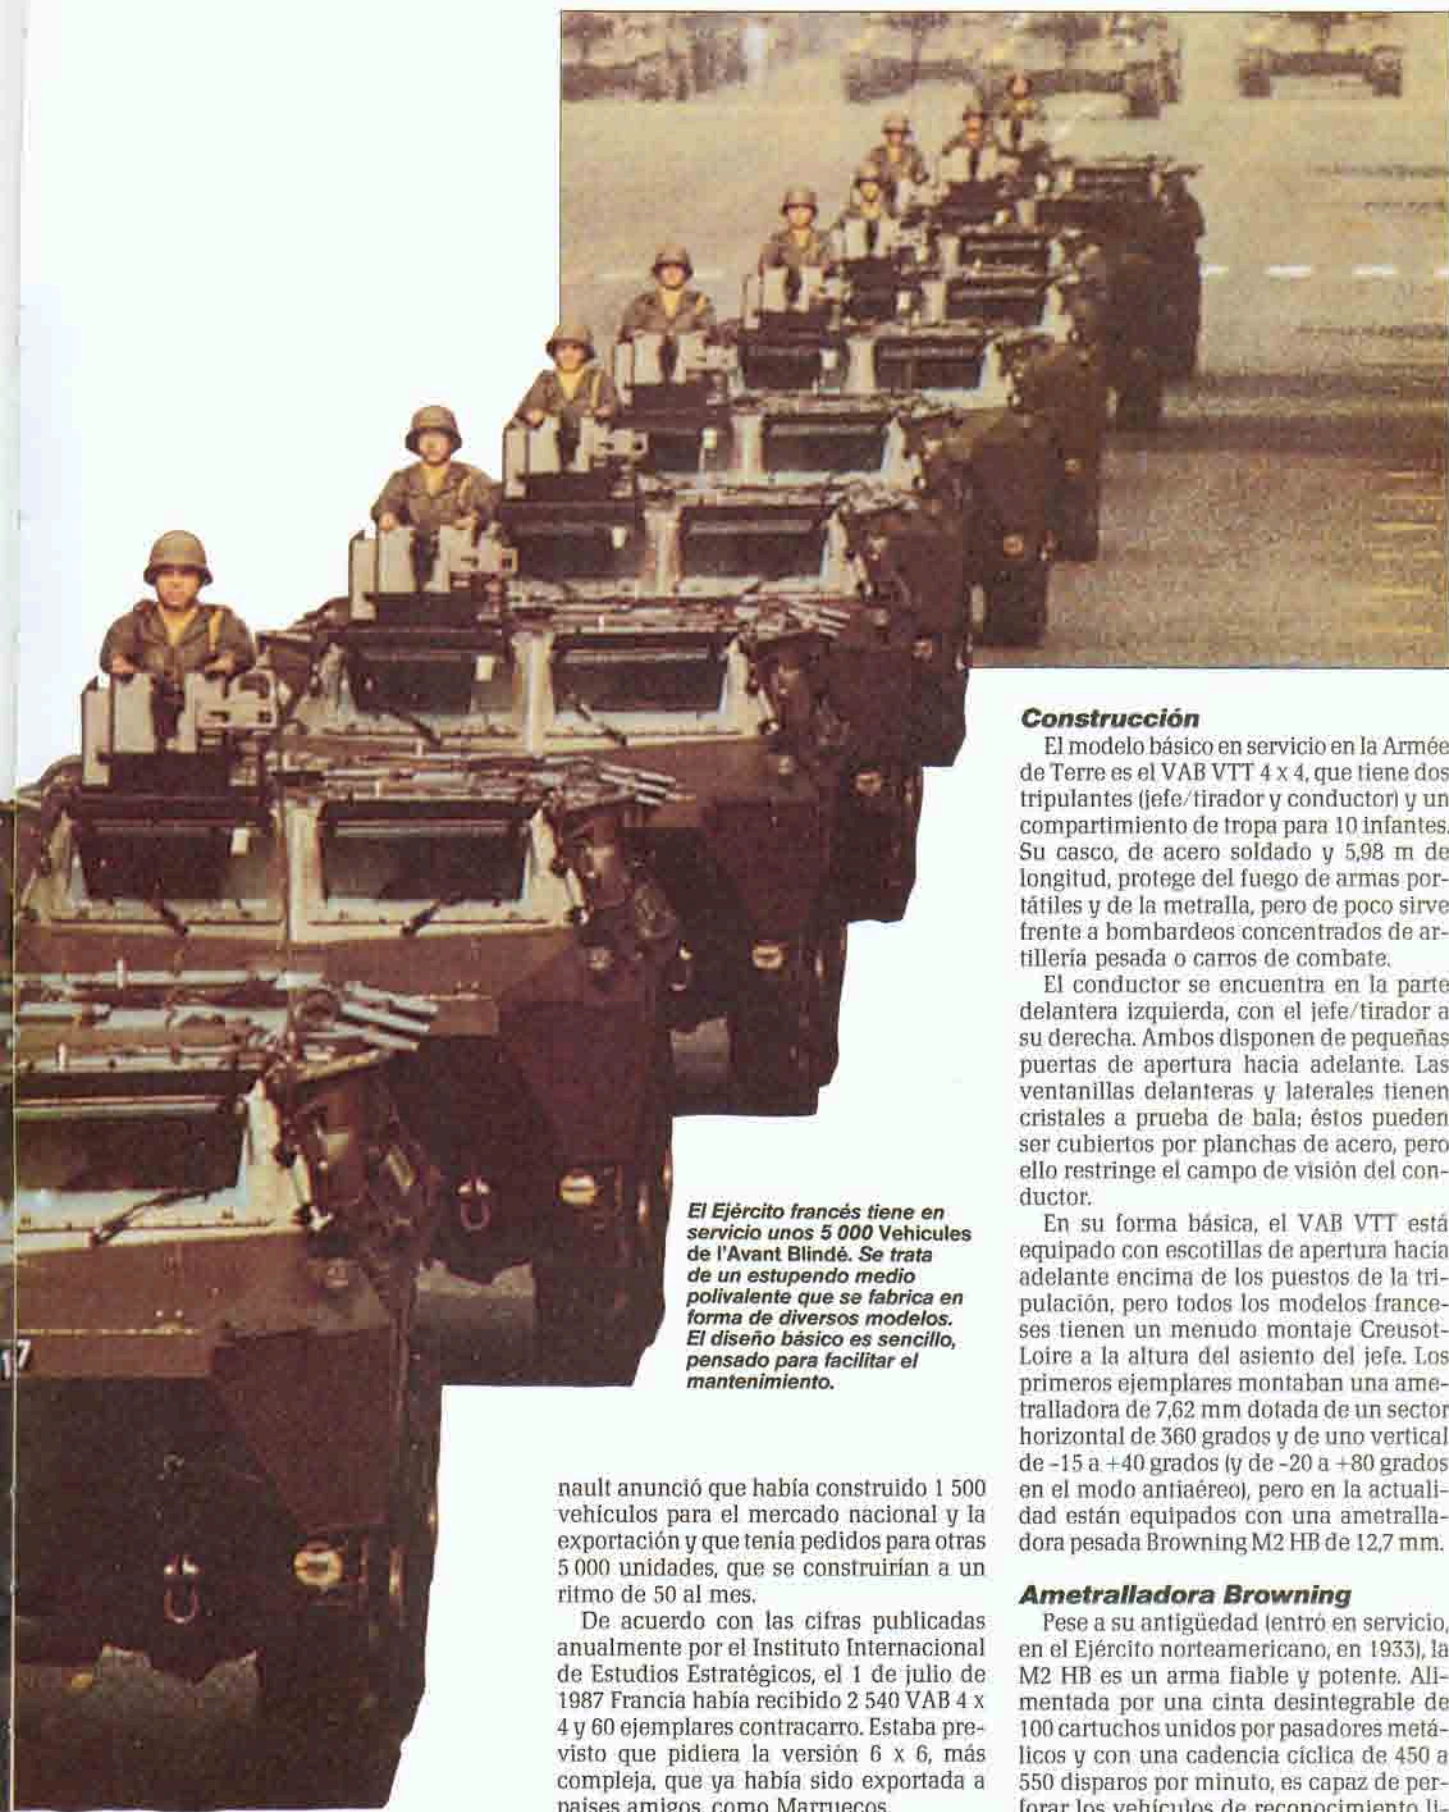 El Ejército francés tiene en
servicio unos 5 000 Vehicules
de l'Avant Blindé. Se trata
de un estupendo medio
polivalente que se fabrica en
forma de diversos modelos.
El diseño básico es sencillo,
pensado para facilitar el
mantenimiento.
nault anunció que había construido 1 500
vehículos para el mercado nacional y la
exportación y que tenía pedidos para otras
5 000 unidades, que se construirían a un
ritmo de 50 al mes.
De acuerdo con las cifras publicadas
anualmente por el Instituto Internacional
de Estudios Estratégicos, el 1 de julio de
1987 Francia había recibido 2 540 VAB 4 x
4 y 60 ejemplares contracarro. Estaba pre-
visto que pidiera la versión 6 x 6, más
compleja, que ya había sido exportada a
países amigos, como Marruecos.
Construcción
El modelo básico en servicio en la Armée
de Terre es el VAB VTT 4 x 4, que tiene dos
tripulantes (jefe/tirador y conductor) y un
compartimiento de tropa para 10 infantes.
Su casco, de acero soldado y 5,98 m de
longitud, protege del fuego de armas por-
tátiles y de la metralla, pero de poco sirve
frente a bombardeos concentrados de ar-
tillería pesada o carros de combate.
El conductor se encuentra en la parte
delantera izquierda, con el jefe/tirador a
su derecha. Ambos disponen de pequeñas
puertas de apertura hacia adelante. Las
ventanillas delanteras y laterales tienen
cristales a prueba de bala; éstos pueden
ser cubiertos por planchas de acero, pero
ello restringe el campo de visión del con-
ductor.
En su forma básica, el VAB VTT está
equipado con escotillas de apertura hacia
adelante encima de los puestos de la tri-
pulación, pero todos los modelos france-
ses tienen un menudo montaje Creusot-
Loire a la altura del asiento del jefe. Los
primeros ejemplares montaban una ame-
tralladora de 7,62 mm dotada de un sector
horizontal de 360 grados y de uno vertical
de -15 a +40 grados (y de -20 a +80 grados
en el modo antiaéreo), pero en la actuali-
dad están equipados con una ametralla-
dora pesada Browning M2 HB de 12,7 mm.
Ametralladora Browning
Pese a su antigüedad (entró en servicio,
en el Ejército norteamericano, en 1933), la
M2 HB es un arma fiable y potente. Ali-
mentada por una cinta desintegrable de
100 cartuchos unidos por pasadores metá-
licos y con una cadencia cíclica de 450 a
550 disparos por minuto, es capaz de per-
forar los vehículos de reconocimiento li-
17